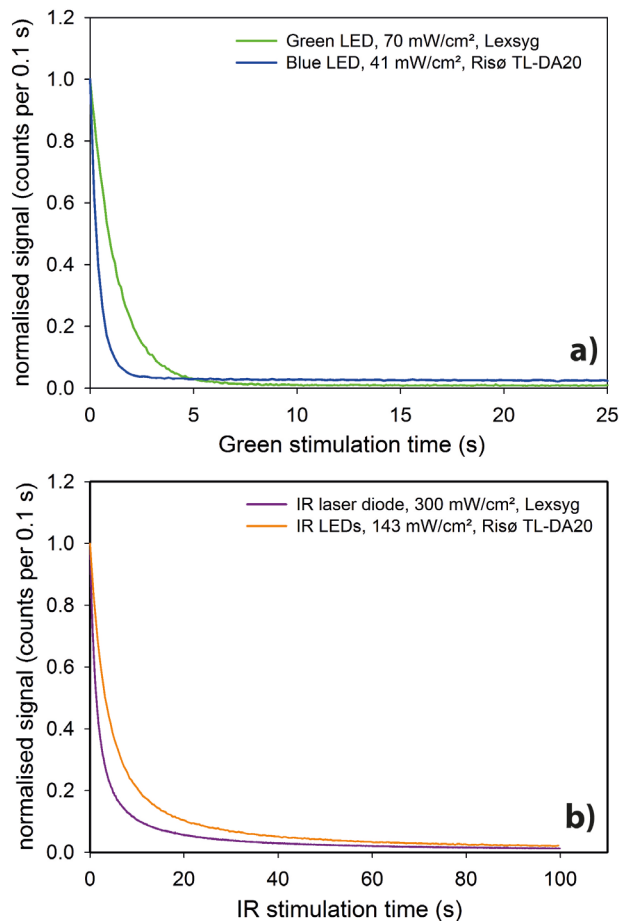 normalised signal (counts per 0.1 s)
1.2
1.0
0.8
0.6
0.4
0.2
0.0
Green LED, 70 mW/cm², Lexsyg
Blue LED, 41 mW/cm², Risø TL-DA20
a)
0 5 10 15 20 25
Green stimulation time (s)
normalised signal (counts per 0.1 s)
1.2
1.0
0.8
0.6
0.4
0.2
0.0
IR laser diode, 300 mW/cm², Lexsyg
IR LEDs, 143 mW/cm², Risø TL-DA20
b)
0 20 40 60 80 100
IR stimulation time (s)